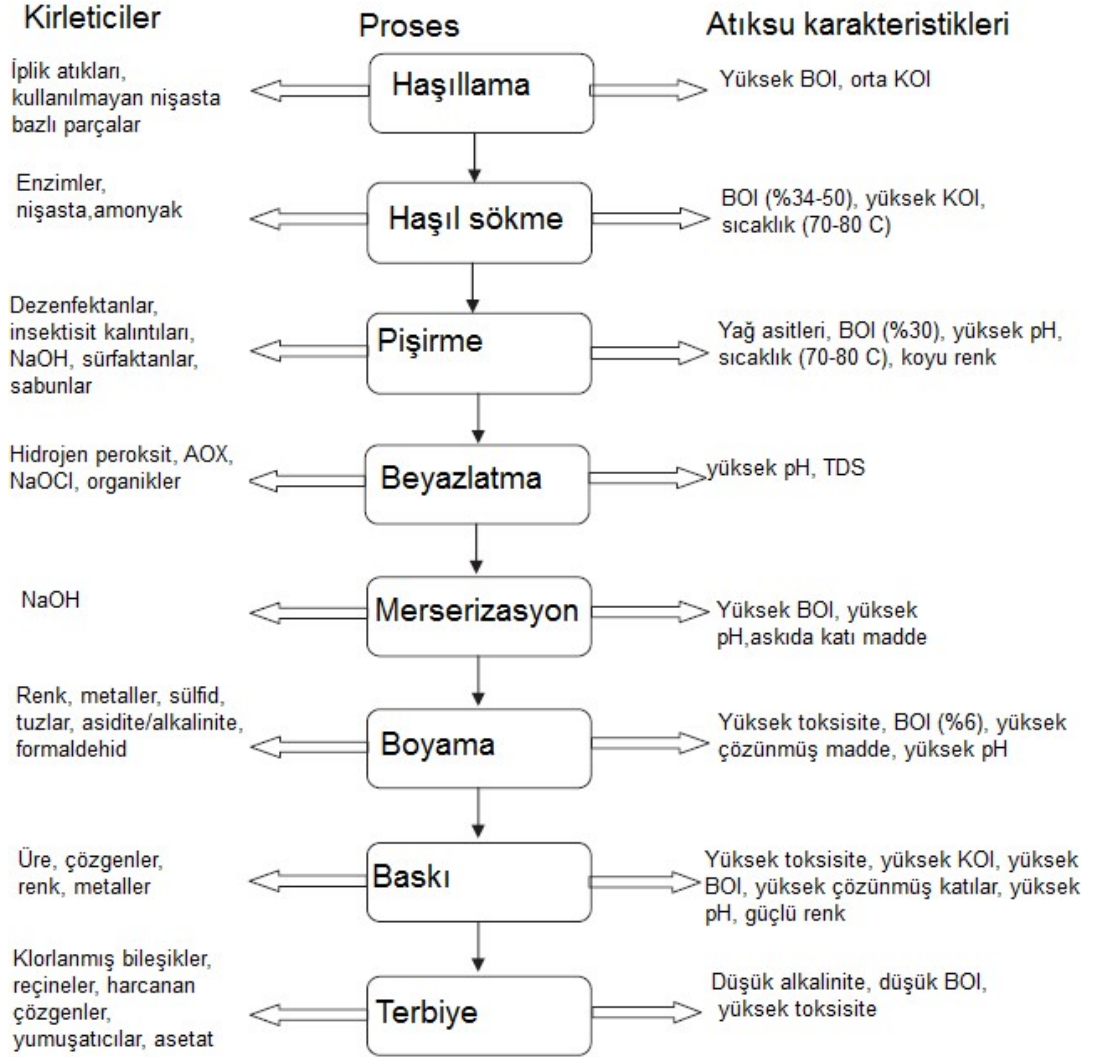 Kirleticiler
Proses
Atıksu karakteristikleri
İplik atıkları,
kullanılmayan nişasta
bazlı parçalar
Haşıllama
Yüksek BOI, orta KOI
Enzimler,
nişasta,amonyak
Haşıl sökme
BOI (%34-50), yüksek KOI,
sıcaklık (70-80 C)
Dezenfektanlar,
insektisit kalıntıları,
NaOH, sürfaktanlar,
sabunlar
Pişirme
Yağ asitleri, BOI (%30), yüksek pH,
sıcaklık (70-80 C), koyu renk
Hidrojen peroksit, AOX,
NaOCl, organikler
Beyazlatma
yüksek pH, TDS
NaOH
Merserizasyon
Yüksek BOI, yüksek
pH,askıda katı madde
Renk, metaller, sülfid,
tuzlar, asidite/alkalinite,
formaldehid
Boyama
Yüksek toksisite, BOI (%6), yüksek
çözünmüş madde, yüksek pH
Üre, çözgenler,
renk, metaller
Baskı
Yüksek toksisite, yüksek KOI, yüksek
BOI, yüksek çözünmüş katılar, yüksek
pH, güçlü renk
Klorlanmış bileşikler,
reçineler, harcanan
çözgenler,
yumuşatıcılar, asetat
Terbiye
Düşük alkalinite, düşük BOI,
yüksek toksisite